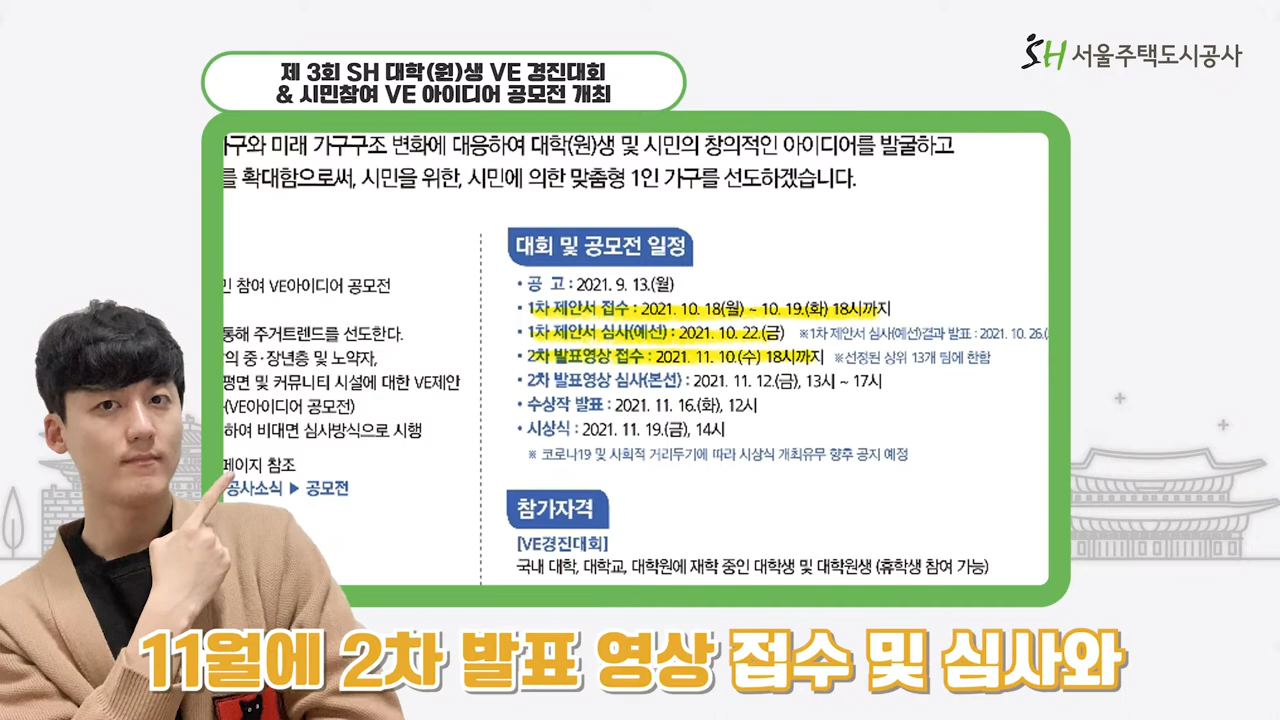 SH 서울주택도시공사
제 3회 SH 대학(원)생 VE 경진대회
& 시민참여 VE 아이디어 공모전 개최
가구와 미래 가구구조 변화에 대응하여 대학(원)생 및 시민의 창의적인 아이디어를 발굴하고
를 확대함으로써, 시민을 위한, 시민에 의한 맞춤형 1인 가구를 선도하겠습니다.
민 참여 VE아이디어 공모전
통해 주거트렌드를 선도한다.
의 중·장년층 및 노약자,
평면 및 커뮤니티 시설에 대한 VE제안
(VE아이디어 공모전)
하여 비대면 심사방식으로 시행
페이지 참조
공사소식 ▶ 공모전
대회 및 공모전 일정
• 공 고 : 2021. 9. 13.(월)
• 1차 제안서 접수 : 2021. 10. 18(월) ~ 10. 19.(화) 18시까지
• 1차 제안서 심사(예선) : 2021. 10. 22.(금) ※1차 제안서 심사(예선)결과 발표 : 2021. 10. 26.(
• 2차 발표영상 접수 : 2021. 11. 10.(수) 18시까지 ※선정된 상위 13개 팀에 한함
• 2차 발표영상 심사(본선) : 2021. 11. 12.(금), 13시 ~ 17시
• 수상작 발표 : 2021. 11. 16.(화), 12시
• 시상식 : 2021. 11. 19.(금), 14시
※ 코로나19 및 사회적 거리두기에 따라 시상식 개최유무 향후 공지 예정
참가자격
[VE경진대회]
국내 대학, 대학교, 대학원에 재학 중인 대학생 및 대학원생 (휴학생 참여 가능)
11월에 2차 발표 영상 접수 및 심사와